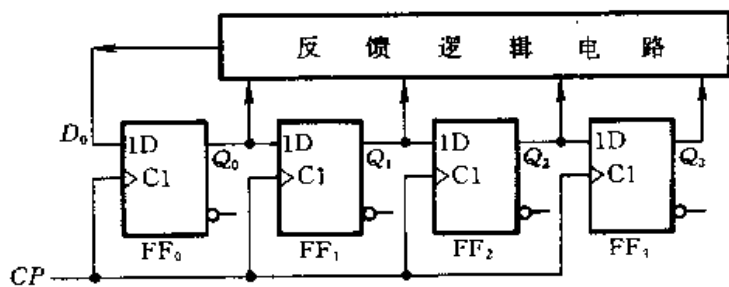 反馈逻辑电路
D₀ 1D Q₀ 1D Q₁ 1D Q₂ 1D Q₃
C1 C1 C1 C1
FF₀ FF₁ FF₂ FF₃
CP